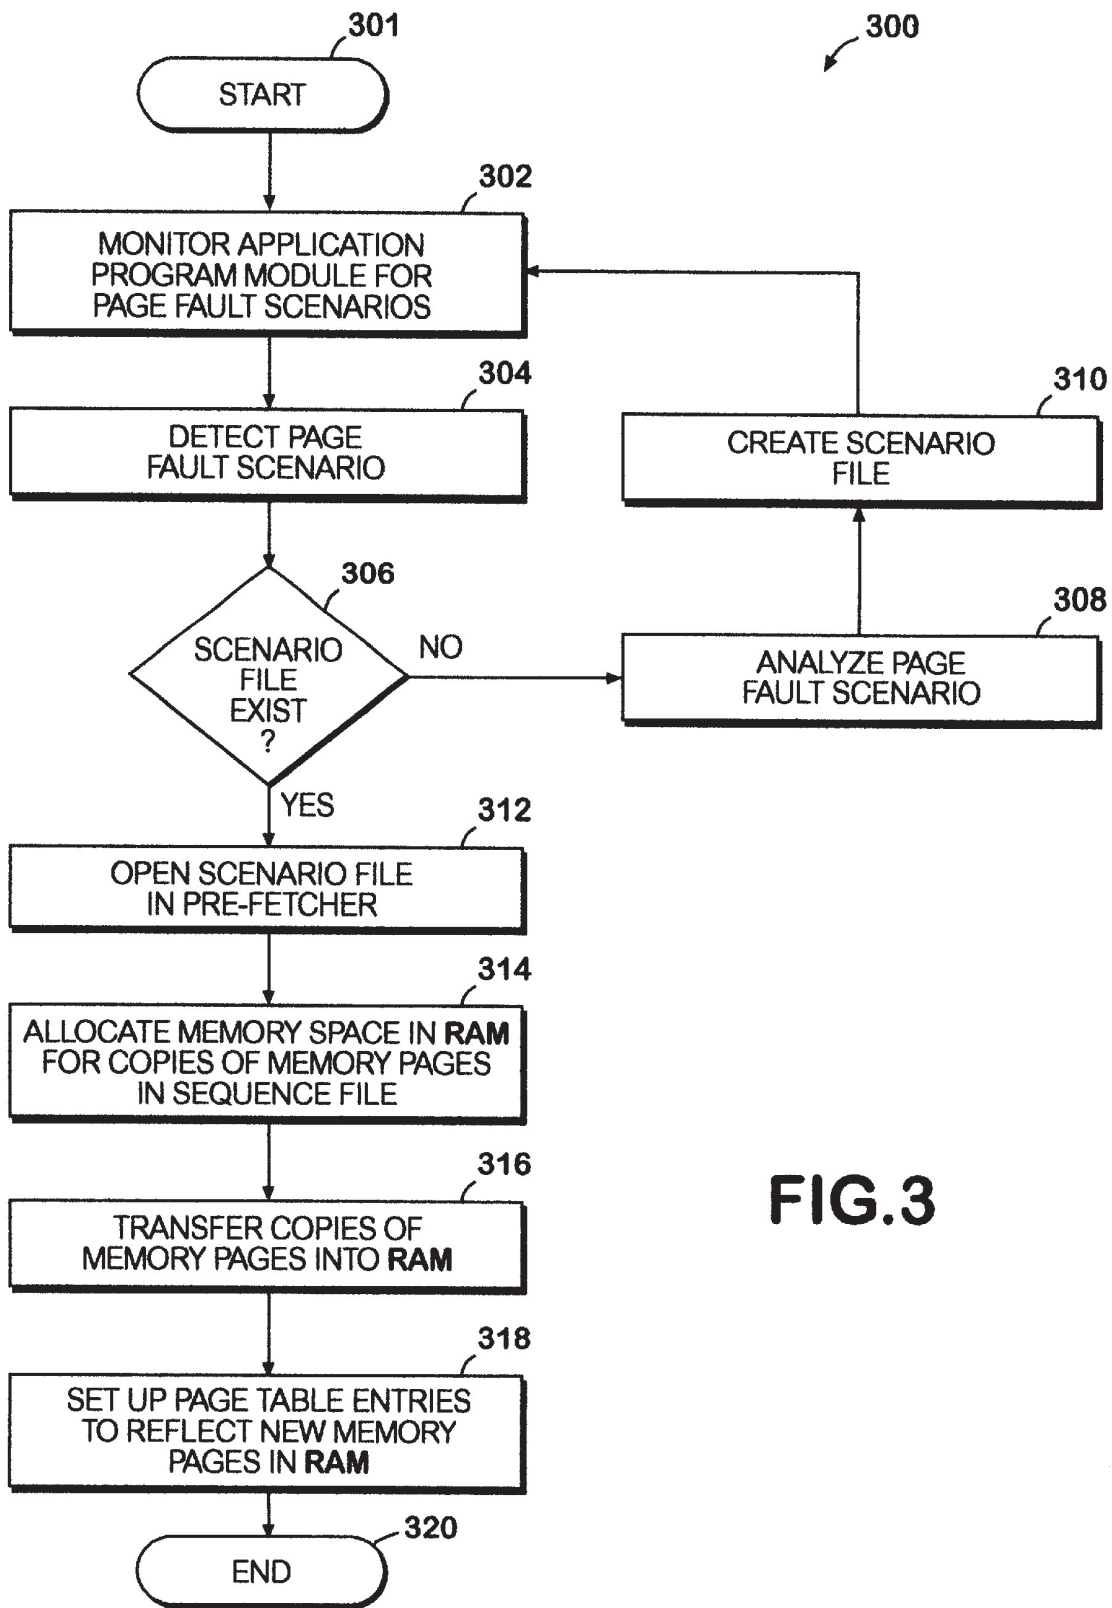 301
300
START
302
MONITOR APPLICATION
PROGRAM MODULE FOR
PAGE FAULT SCENARIOS
304
DETECT PAGE
FAULT SCENARIO
310
CREATE SCENARIO
FILE
306
SCENARIO
FILE
EXIST
?
NO
308
ANALYZE PAGE
FAULT SCENARIO
YES
312
OPEN SCENARIO FILE
IN PRE-FETCHER
314
ALLOCATE MEMORY SPACE IN RAM
FOR COPIES OF MEMORY PAGES
IN SEQUENCE FILE
316
TRANSFER COPIES OF
MEMORY PAGES INTO RAM
FIG.3
318
SET UP PAGE TABLE ENTRIES
TO REFLECT NEW MEMORY
PAGES IN RAM
320
END